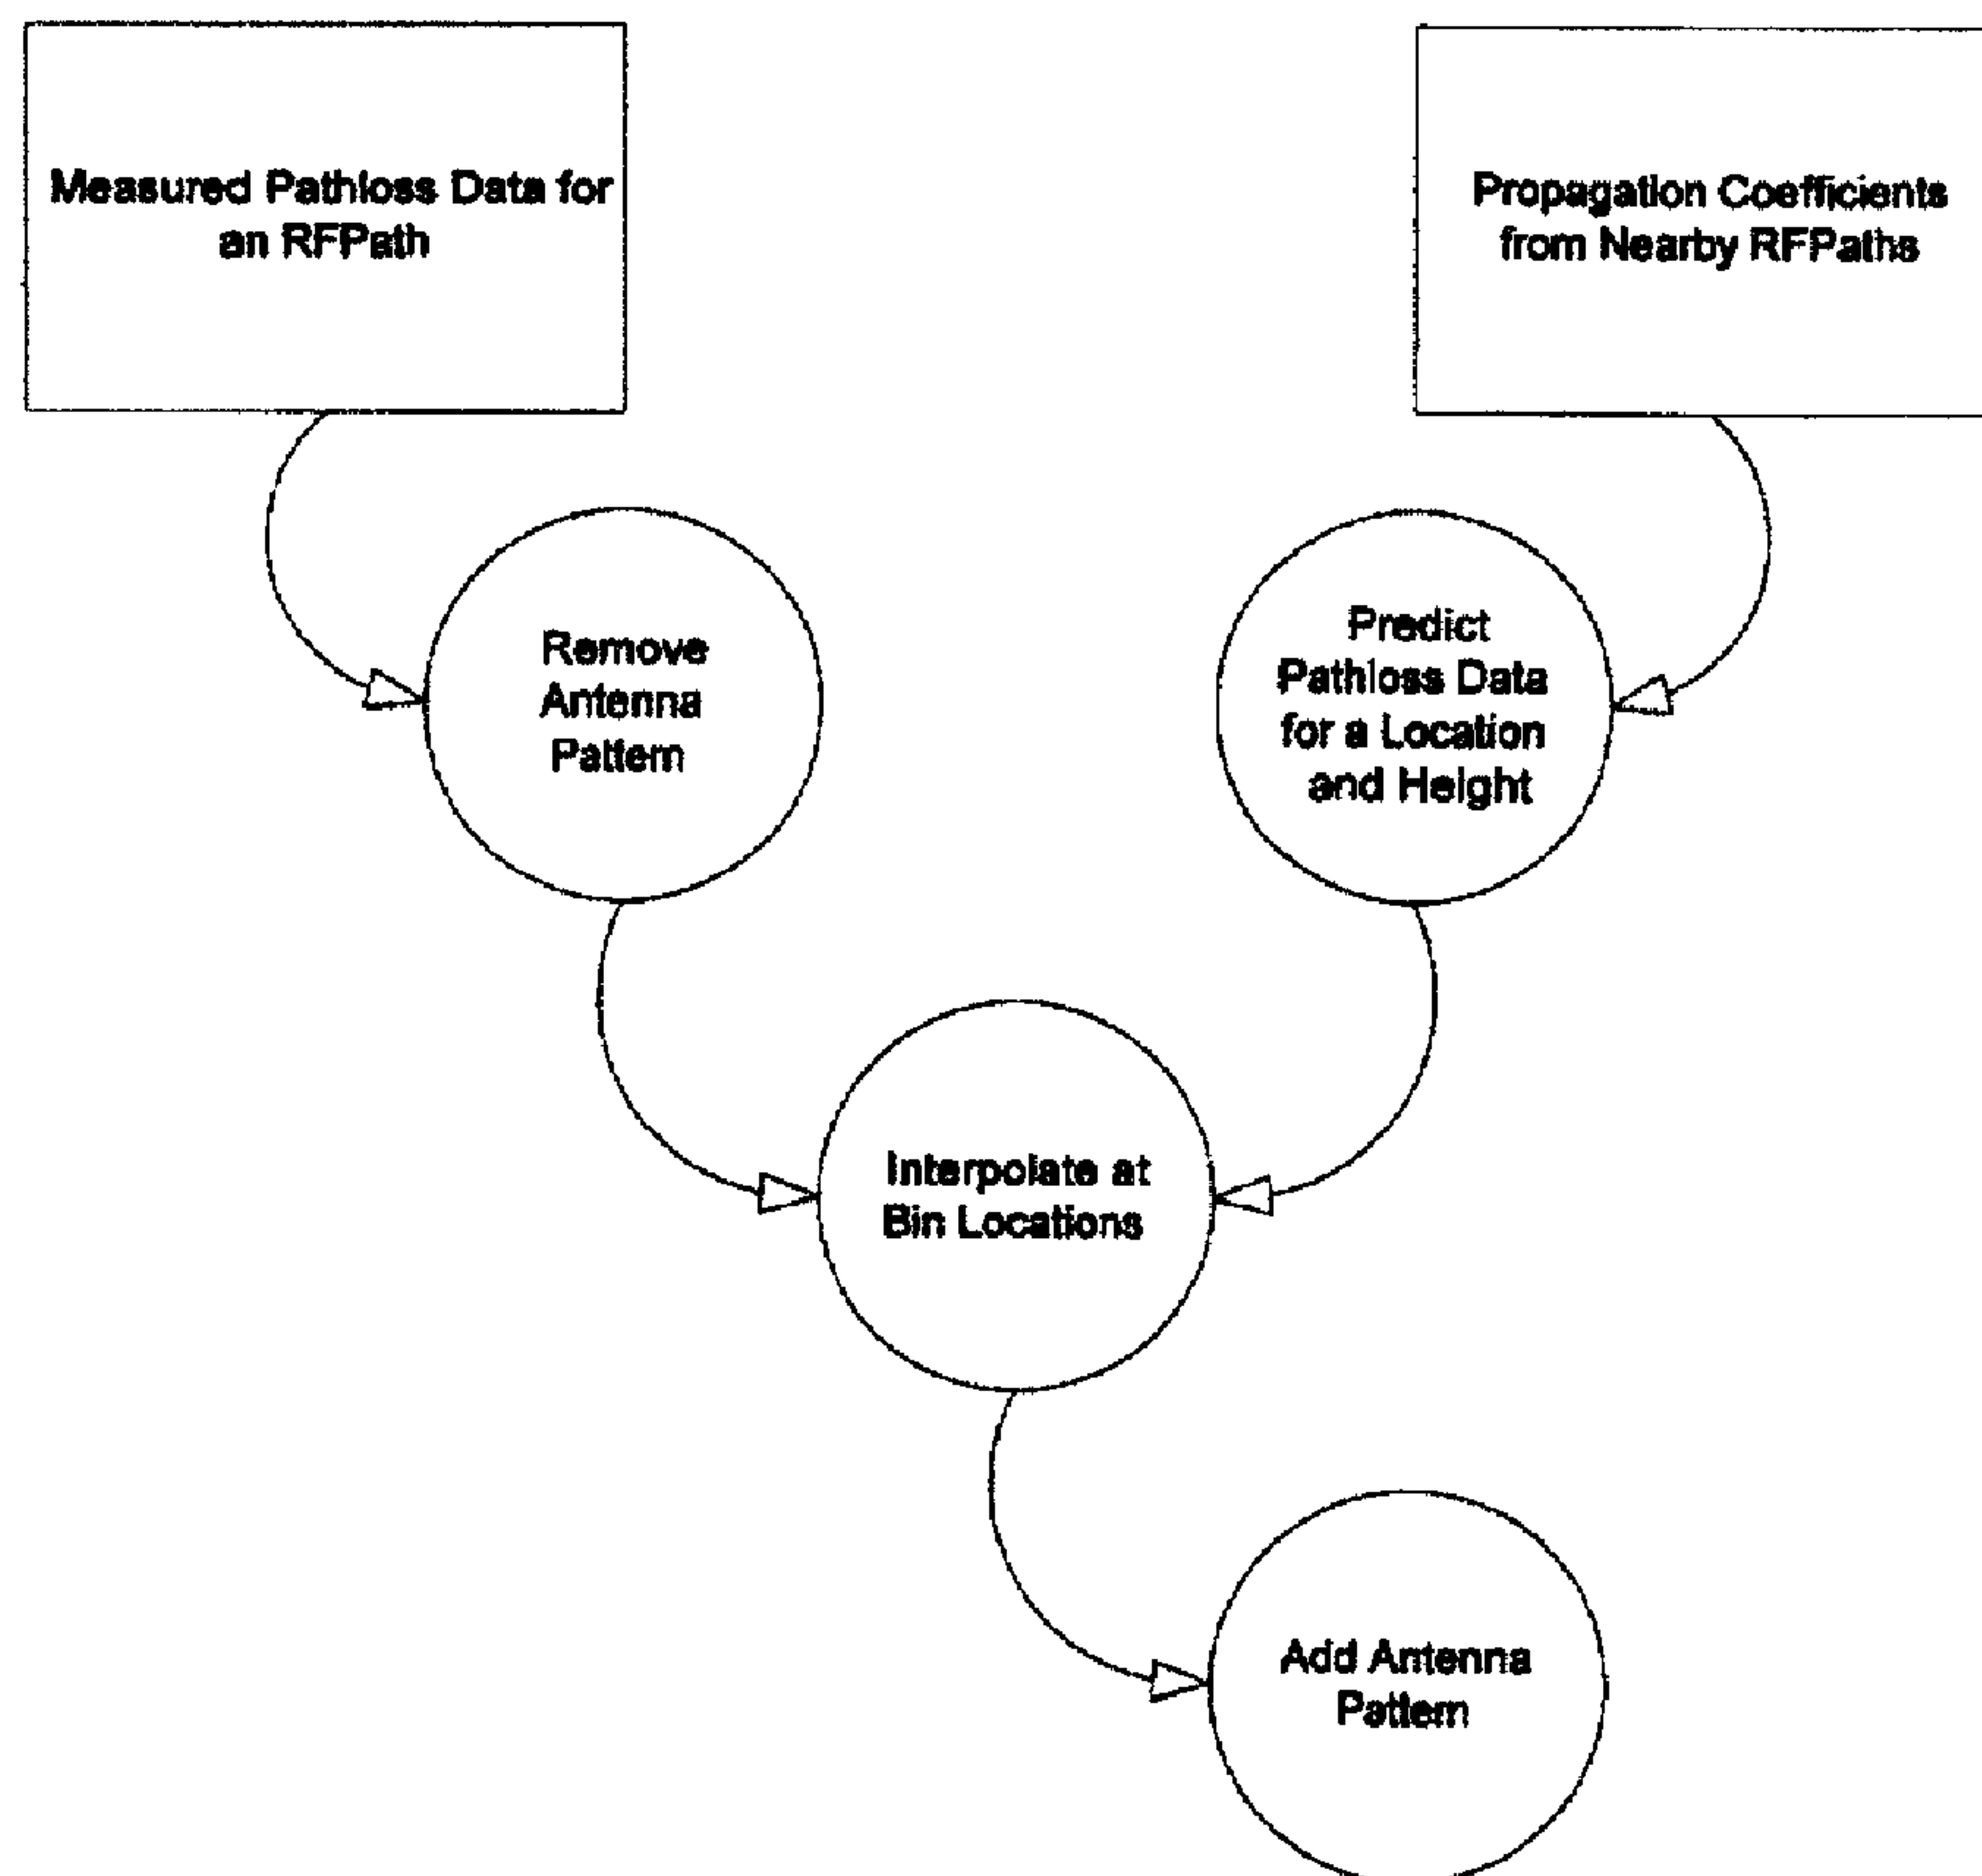 Measured Pathloss Data for
an RFPath
Propagation Coefficients
from Nearby RFPaths
Remove
Antenna
Pattern
Predict
Pathloss Data
for a Location
and Height
Interpolate at
Bin Locations
Add Antenna
Pattern